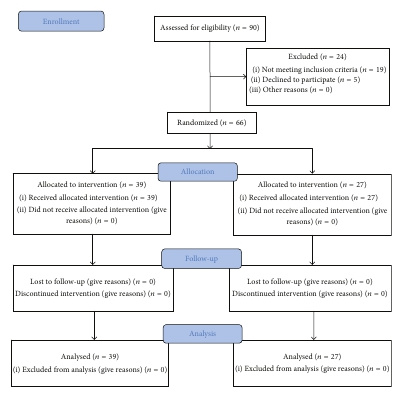 Enrollment
Assessed for eligibility (n = 90)
Excluded (n = 24)
(i) Not meeting inclusion criteria (n = 19)
(ii) Declined to participate (n = 5)
(iii) Other reasons (n = 0)
Randomized (n = 66)
Allocation
Allocated to intervention (n = 39)
(i) Received allocated intervention (n = 39)
(ii) Did not receive allocated intervention (give
reasons) (n = 0)
Allocated to intervention (n = 27)
(i) Received allocated intervention (n = 27)
(ii) Did not receive allocated intervention (give
reasons) (n = 0)
Follow-up
Lost to follow-up (give reasons) (n = 0)
Discontinued intervention (give reasons) (n = 0)
Lost to follow-up (give reasons) (n = 0)
Discontinued intervention (give reasons) (n = 0)
Analysis
Analysed (n = 39)
(i) Excluded from analysis (give reasons) (n = 0)
Analysed (n = 27)
(i) Excluded from analysis (give reasons) (n = 0)